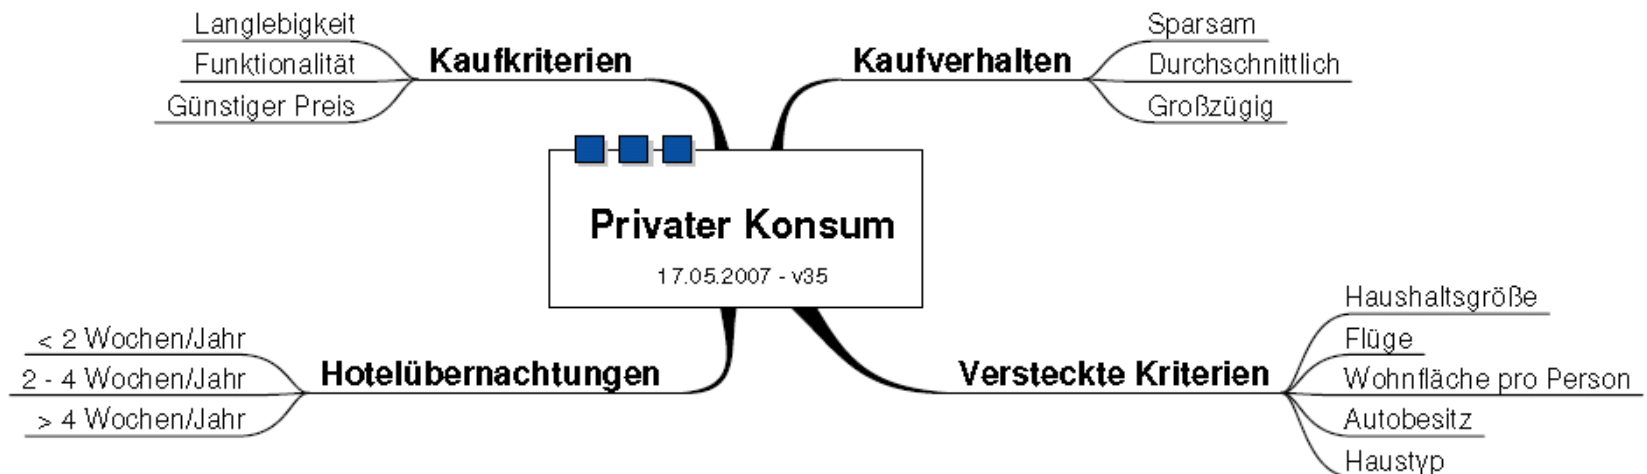 Langlebigkeit
Funktionalität
Günstiger Preis
Kaufkriterien
Kaufverhalten
Sparsam
Durchschnittlich
Großzügig
Privater Konsum
17.05.2007 - v35
< 2 Wochen/Jahr
2 - 4 Wochen/Jahr
> 4 Wochen/Jahr
Hotelübernachtungen
Versteckte Kriterien
Haushaltsgröße
Flüge
Wohnfläche pro Person
Autobesitz
Haustyp